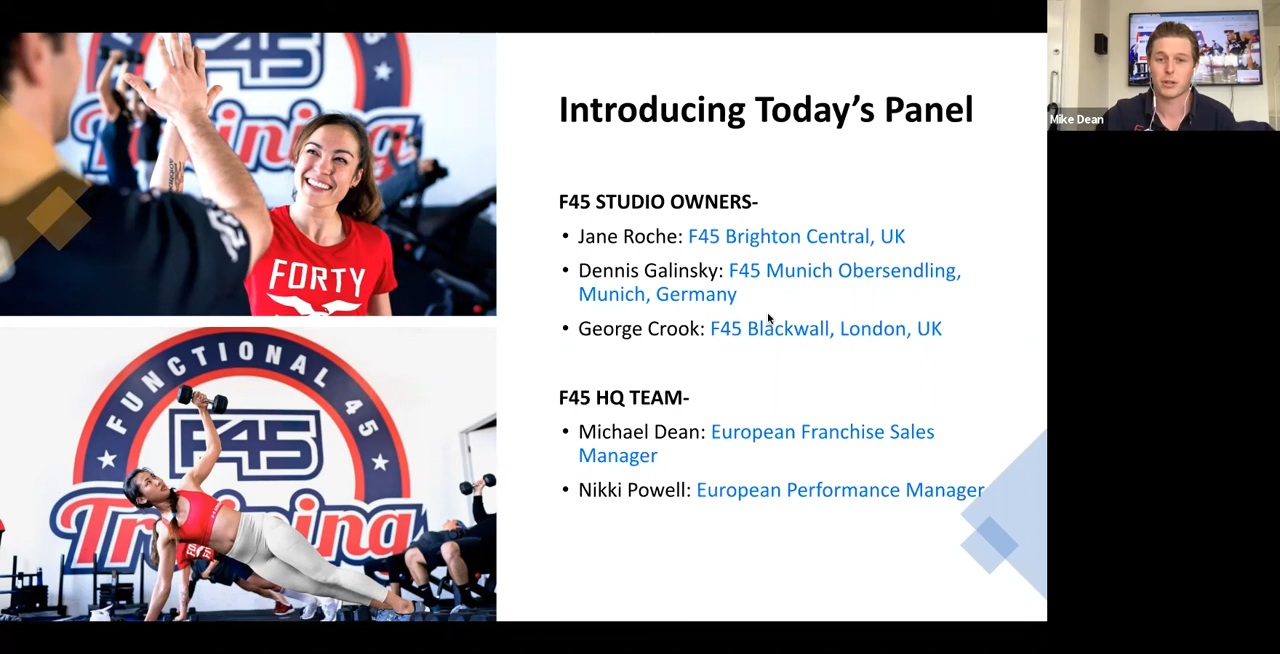 F45
Training
FORTY
FUNCTIONAL 45
F45
Training
Introducing Today’s Panel
F45 STUDIO OWNERS-
• Jane Roche: F45 Brighton Central, UK
• Dennis Galinsky: F45 Munich Obersendling,
Munich, Germany
• George Crook: F45 Blackwall, London, UK
F45 HQ TEAM-
• Michael Dean: European Franchise Sales
Manager
• Nikki Powell: European Performance Manager
Mike Dean